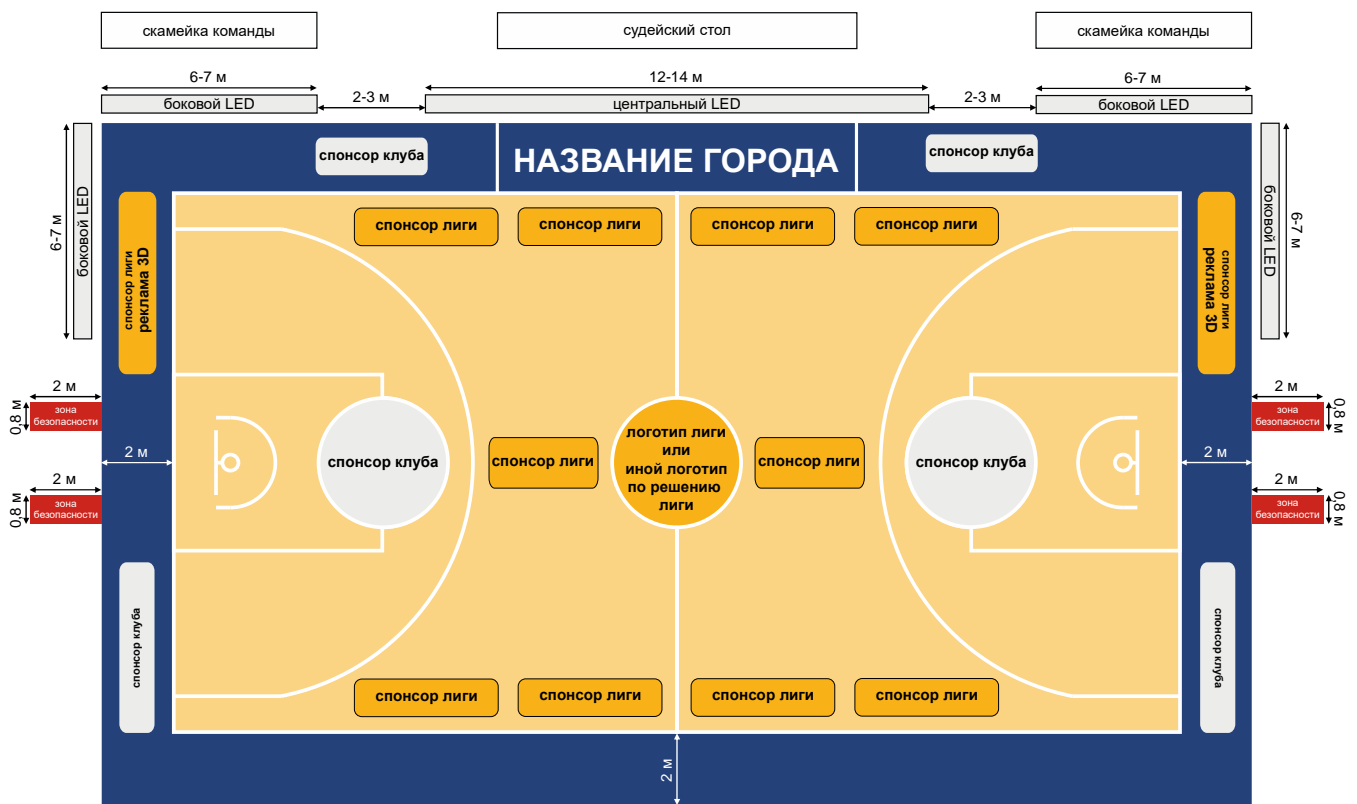 скамейка команды
судейский стол
скамейка команды
6-7 м
12-14 м
6-7 м
боковой LED
2-3 м
центральный LED
2-3 м
боковой LED
6-7 м
боковой LED
спонсор клуба
НАЗВАНИЕ ГОРОДА
спонсор клуба
боковой LED
6-7 м
спонсор лиги
реклама 3D
спонсор лиги
спонсор лиги
спонсор лиги
спонсор лиги
спонсор лиги
реклама 3D
2 м
0,8 м
зона
безопасности
2 м
2 м
0,8 м
зона
безопасности
спонсор клуба
спонсор лиги
логотип лиги
или
иной логотип
по решению
лиги
спонсор лиги
спонсор клуба
2 м
зона
безопасности
0,8 м
2 м
2 м
зона
безопасности
0,8 м
спонсор клуба
спонсор клуба
спонсор лиги
спонсор лиги
спонсор лиги
спонсор лиги
2 м